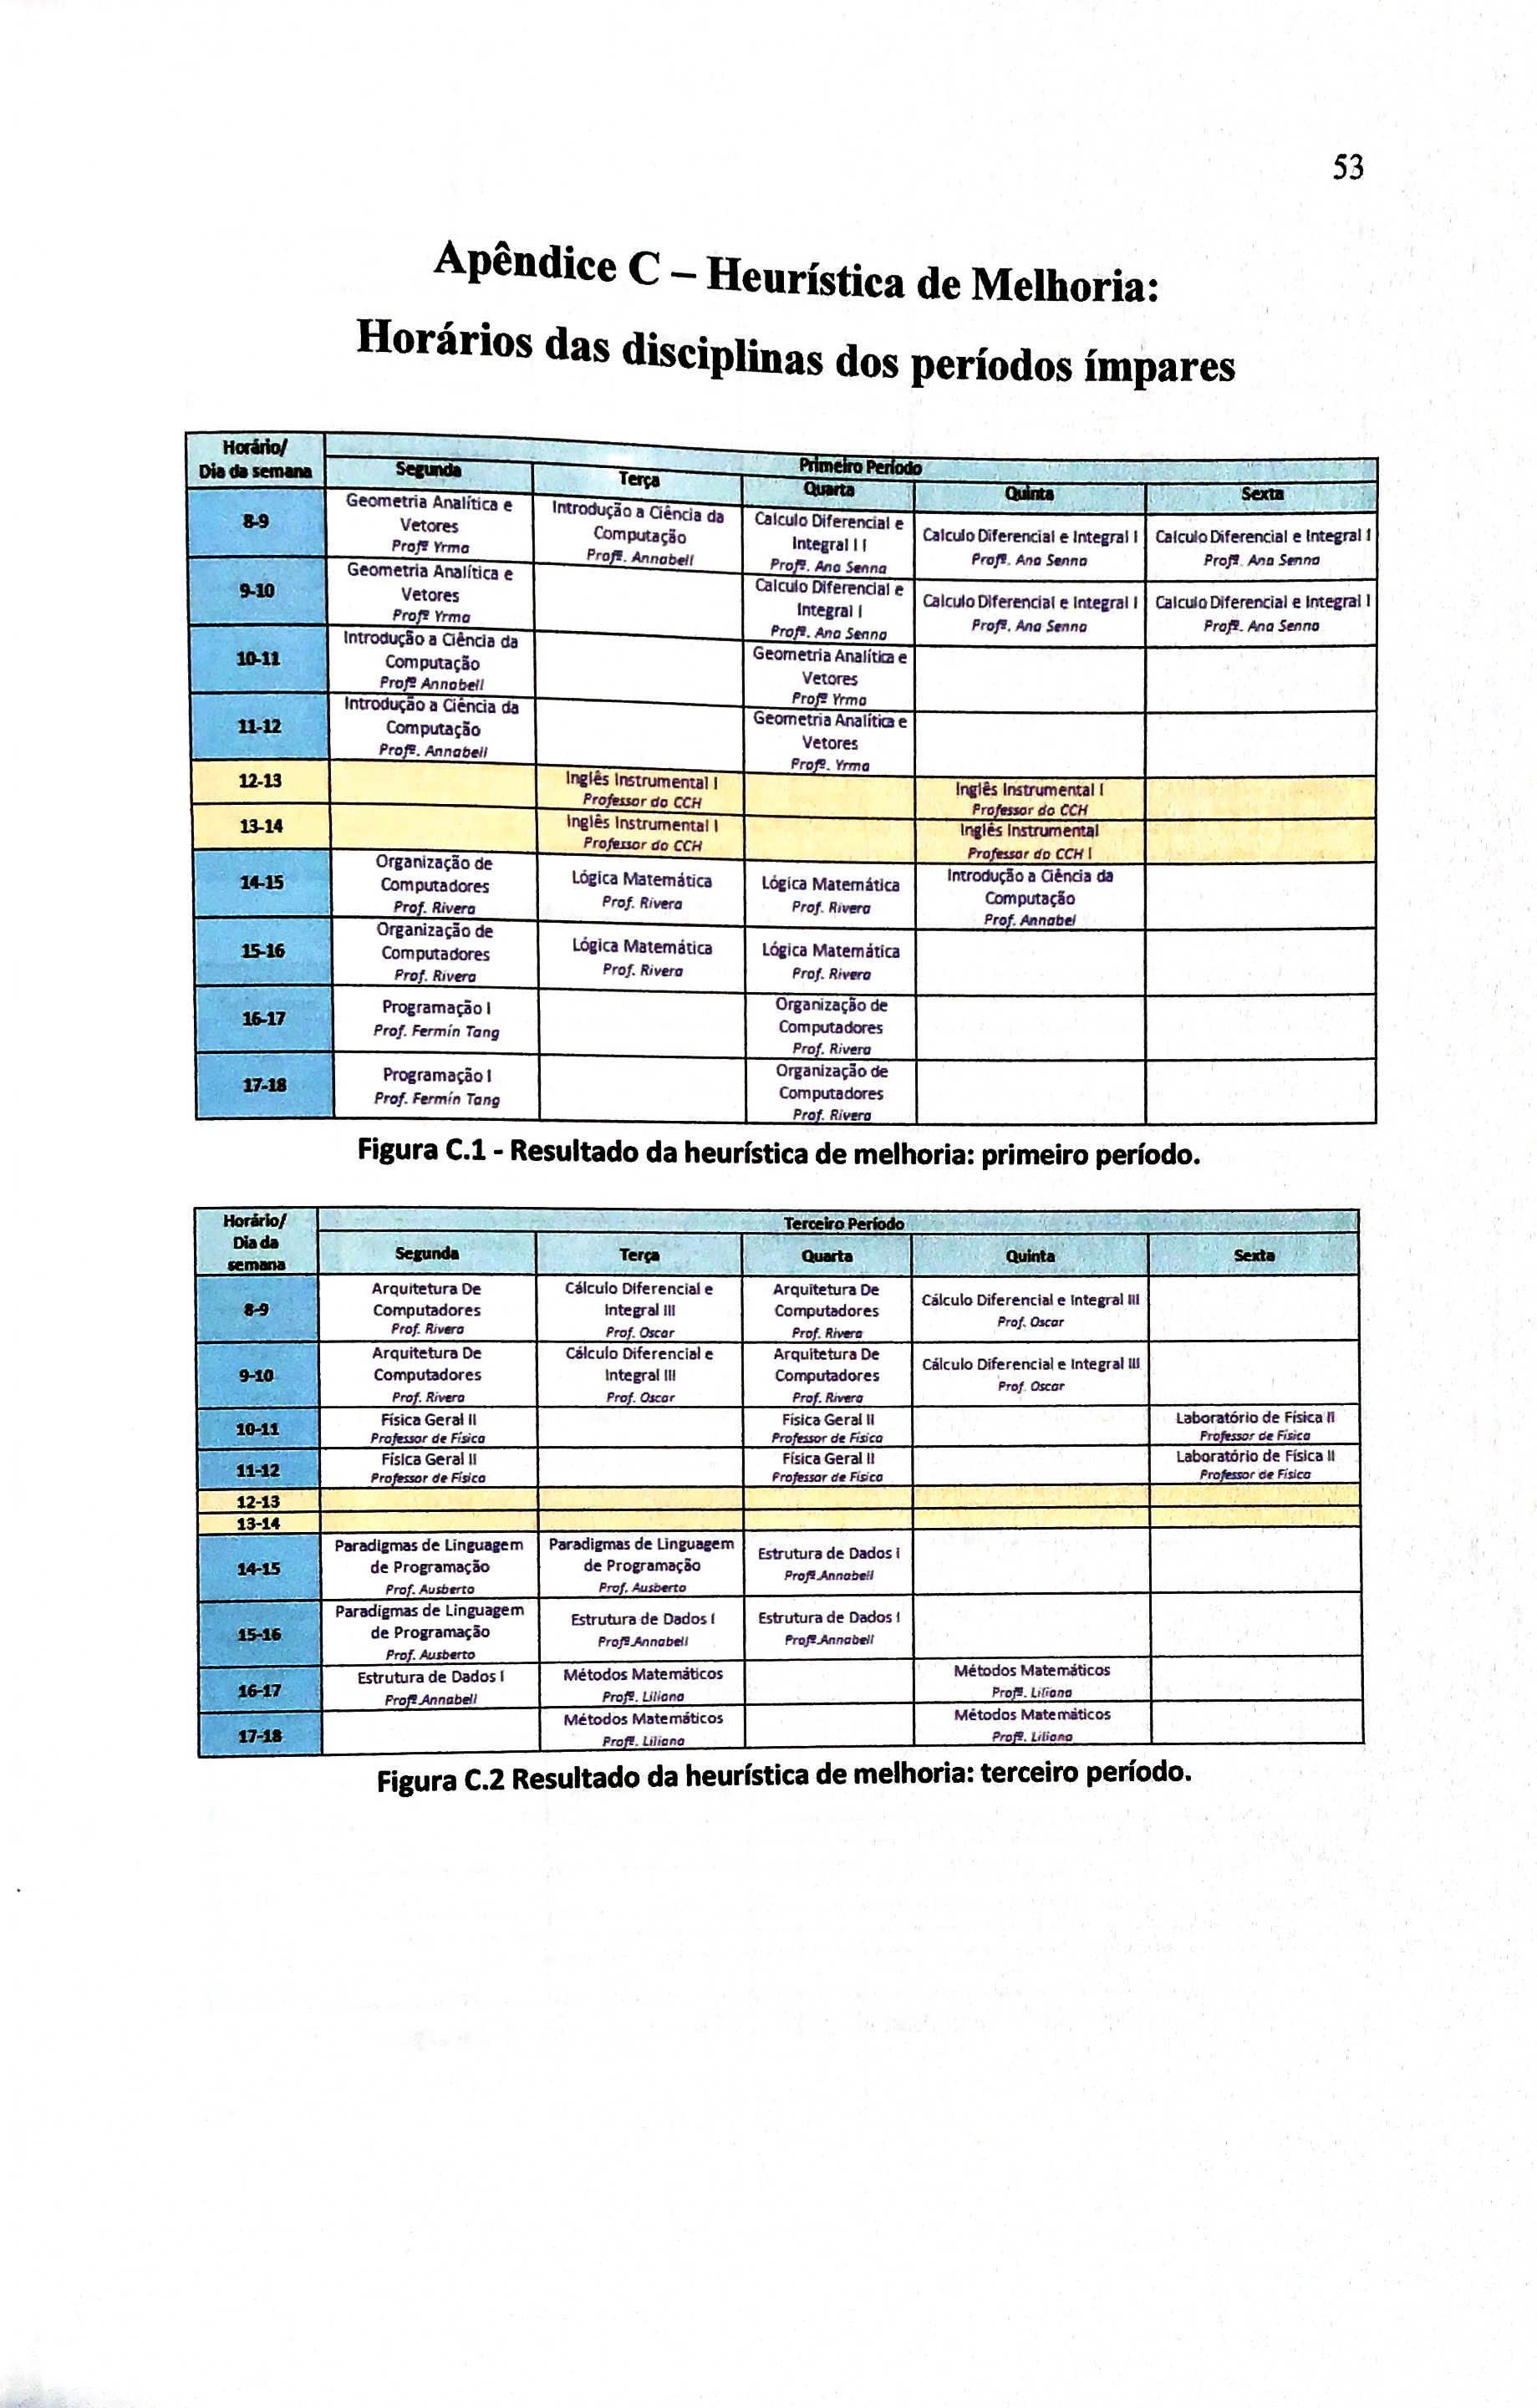 53
Apêndice C – Heurística de Melhoria:
Horários das disciplinas dos períodos ímpares
Horário/
Dia da semana
Primeiro Período
Segunda
Terça
Quarta
Quinta
Sexta
8-9
Geometria Analítica e
Vetores
Profª Yrma
Introdução a Ciência da
Computação
Profª. Annabell
Calculo Diferencial e
Integral I I
Profª. Ana Senna
Calculo Diferencial e Integral I
Profª. Ana Senna
Calculo Diferencial e Integral I
Profª. Ana Senna
9-10
Geometria Analítica e
Vetores
Profª Yrma
Calculo Diferencial e
Integral I
Profª. Ana Senna
Calculo Diferencial e Integral I
Profª. Ana Senna
Calculo Diferencial e Integral I
Profª. Ana Senna
10-11
Introdução a Ciência da
Computação
Profª Annabell
Geometria Analítica e
Vetores
Profª Yrma
11-12
Introdução a Ciência da
Computação
Profª. Annabell
Geometria Analítica e
Vetores
Profª. Yrma
12-13
Inglês Instrumental I
Professor do CCH
Inglês Instrumental I
Professor do CCH
13-14
Inglês Instrumental I
Professor do CCH
Inglês Instrumental
Professor do CCH I
14-15
Organização de
Computadores
Prof. Rivera
Lógica Matemática
Prof. Rivera
Lógica Matemática
Prof. Rivera
Introdução a Ciência da
Computação
Prof. Annabel
15-16
Organização de
Computadores
Prof. Rivera
Lógica Matemática
Prof. Rivera
Lógica Matemática
Prof. Rivera
16-17
Programação I
Prof. Fermín Tang
Organização de
Computadores
Prof. Rivera
17-18
Programação I
Prof. Fermín Tang
Organização de
Computadores
Prof. Rivera
Figura C.1 - Resultado da heurística de melhoria: primeiro período.
Horário/
Dia da
semana
Terceiro Período
Segunda
Terça
Quarta
Quinta
Sexta
8-9
Arquitetura De
Computadores
Prof. Rivera
Cálculo Diferencial e
Integral III
Prof. Oscar
Arquitetura De
Computadores
Prof. Rivera
Cálculo Diferencial e Integral III
Prof. Oscar
9-10
Arquitetura De
Computadores
Prof. Rivera
Cálculo Diferencial e
Integral III
Prof. Oscar
Arquitetura De
Computadores
Prof. Rivera
Cálculo Diferencial e Integral III
Prof. Oscar
10-11
Física Geral II
Professor de Física
Física Geral II
Professor de Física
Laboratório de Física II
Professor de Física
11-12
Física Geral II
Professor de Física
Física Geral II
Professor de Física
Laboratório de Física II
Professor de Física
12-13
13-14
14-15
Paradigmas de Linguagem
de Programação
Prof. Ausberto
Paradigmas de Linguagem
de Programação
Prof. Ausberto
Estrutura de Dados I
Profª.Annabell
15-16
Paradigmas de Linguagem
de Programação
Prof. Ausberto
Estrutura de Dados I
Profª.Annabell
Estrutura de Dados I
Profª.Annabell
16-17
Estrutura de Dados I
Profª.Annabell
Métodos Matemáticos
Profª. Liliana
Métodos Matemáticos
Profª. Liliana
17-18
Métodos Matemáticos
Profª. Liliana
Métodos Matemáticos
Profª. Liliana
Figura C.2 Resultado da heurística de melhoria: terceiro período.